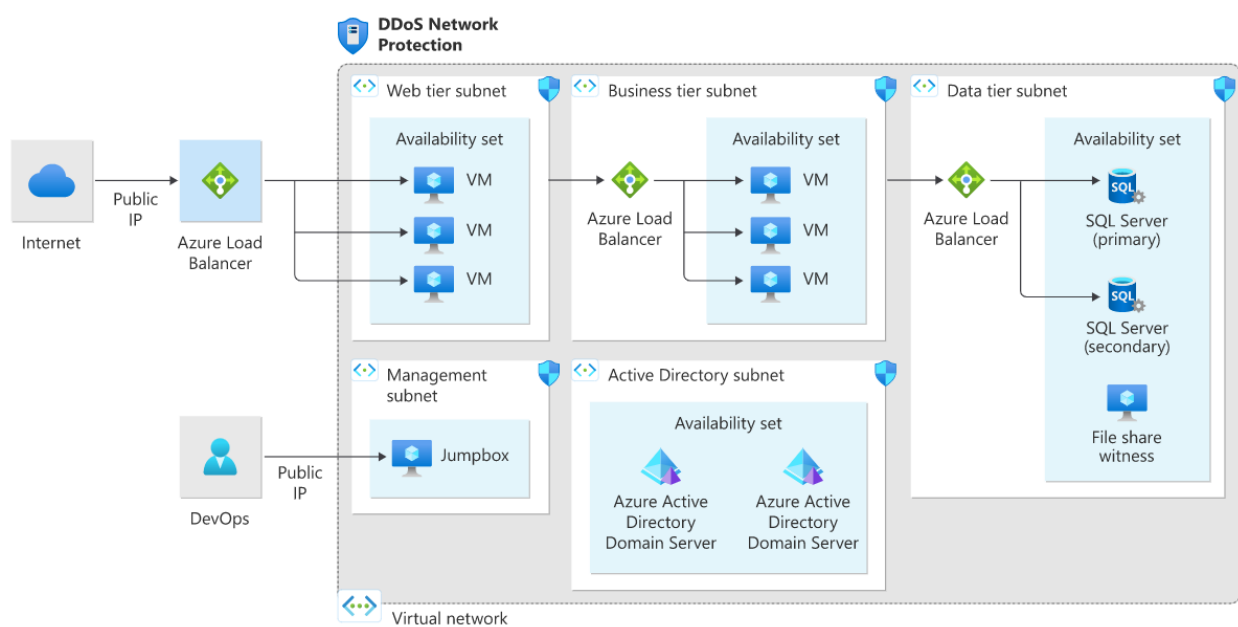 DDoS Network
Protection
Web tier subnet
Availability set
VM
VM
VM
Business tier subnet
Azure Load
Balancer
Availability set
VM
VM
VM
Data tier subnet
Azure Load
Balancer
Availability set
SQL
SQL Server
(primary)
SQL
SQL Server
(secondary)
File share
witness
Internet
Public
IP
Azure Load
Balancer
Management
subnet
Jumpbox
Active Directory subnet
Availability set
Azure Active
Directory
Domain Server
Azure Active
Directory
Domain Server
DevOps
Public
IP
Virtual network